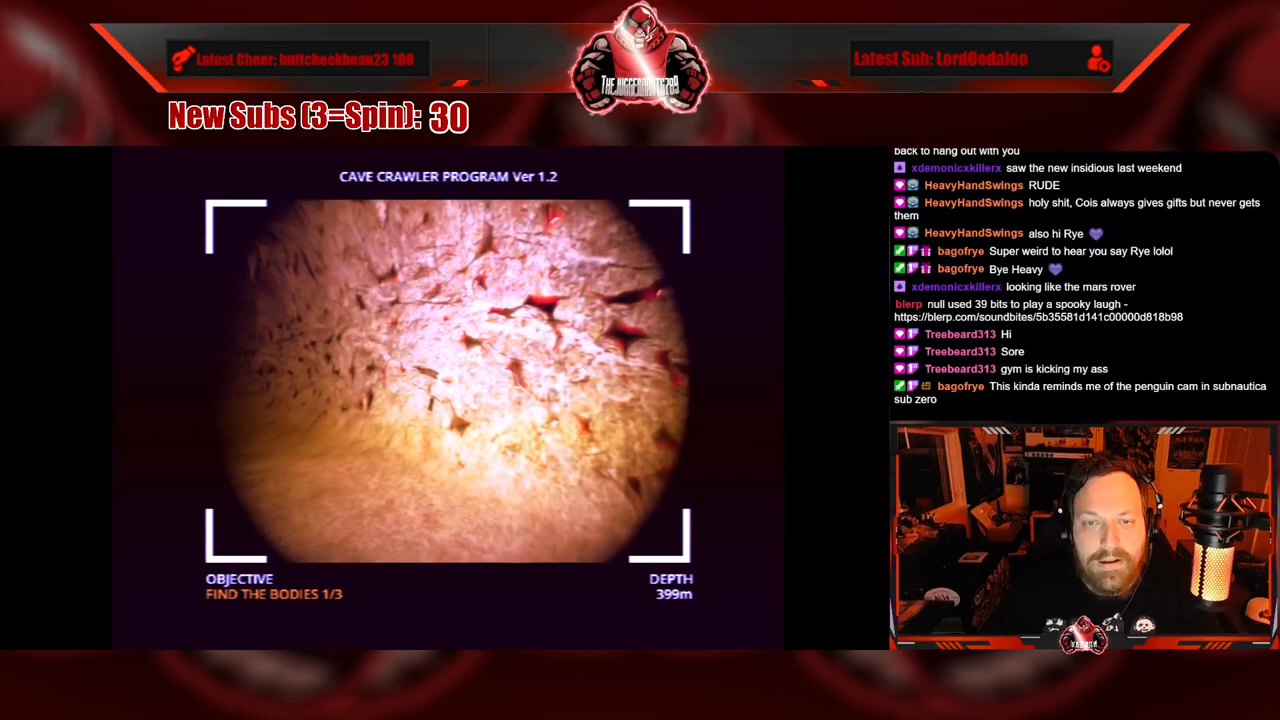 Latest Cheer: buttcheekbeau23 100
THEJUGGERNAUT6789
Latest Sub: LordOodaloo
New Subs (3=Spin): 30
CAVE CRAWLER PROGRAM Ver 1.2
OBJECTIVE
FIND THE BODIES 1/3
DEPTH
399m
back to hang out with you
xdemonicxkillerx saw the new insidious last weekend
HeavyHandSwings RUDE
HeavyHandSwings holy shit, Cois always gives gifts but never gets
them
HeavyHandSwings also hi Rye
bagofrye Super weird to hear you say Rye lolol
bagofrye Bye Heavy
xdemonicxkillerx looking like the mars rover
blerp null used 39 bits to play a spooky laugh -
https://blerp.com/soundbites/5b35581d141c00000d818b98
Treebeard313 Hi
Treebeard313 Sore
Treebeard313 gym is kicking my ass
bagofrye This kinda reminds me of the penguin cam in subnautica
sub zero